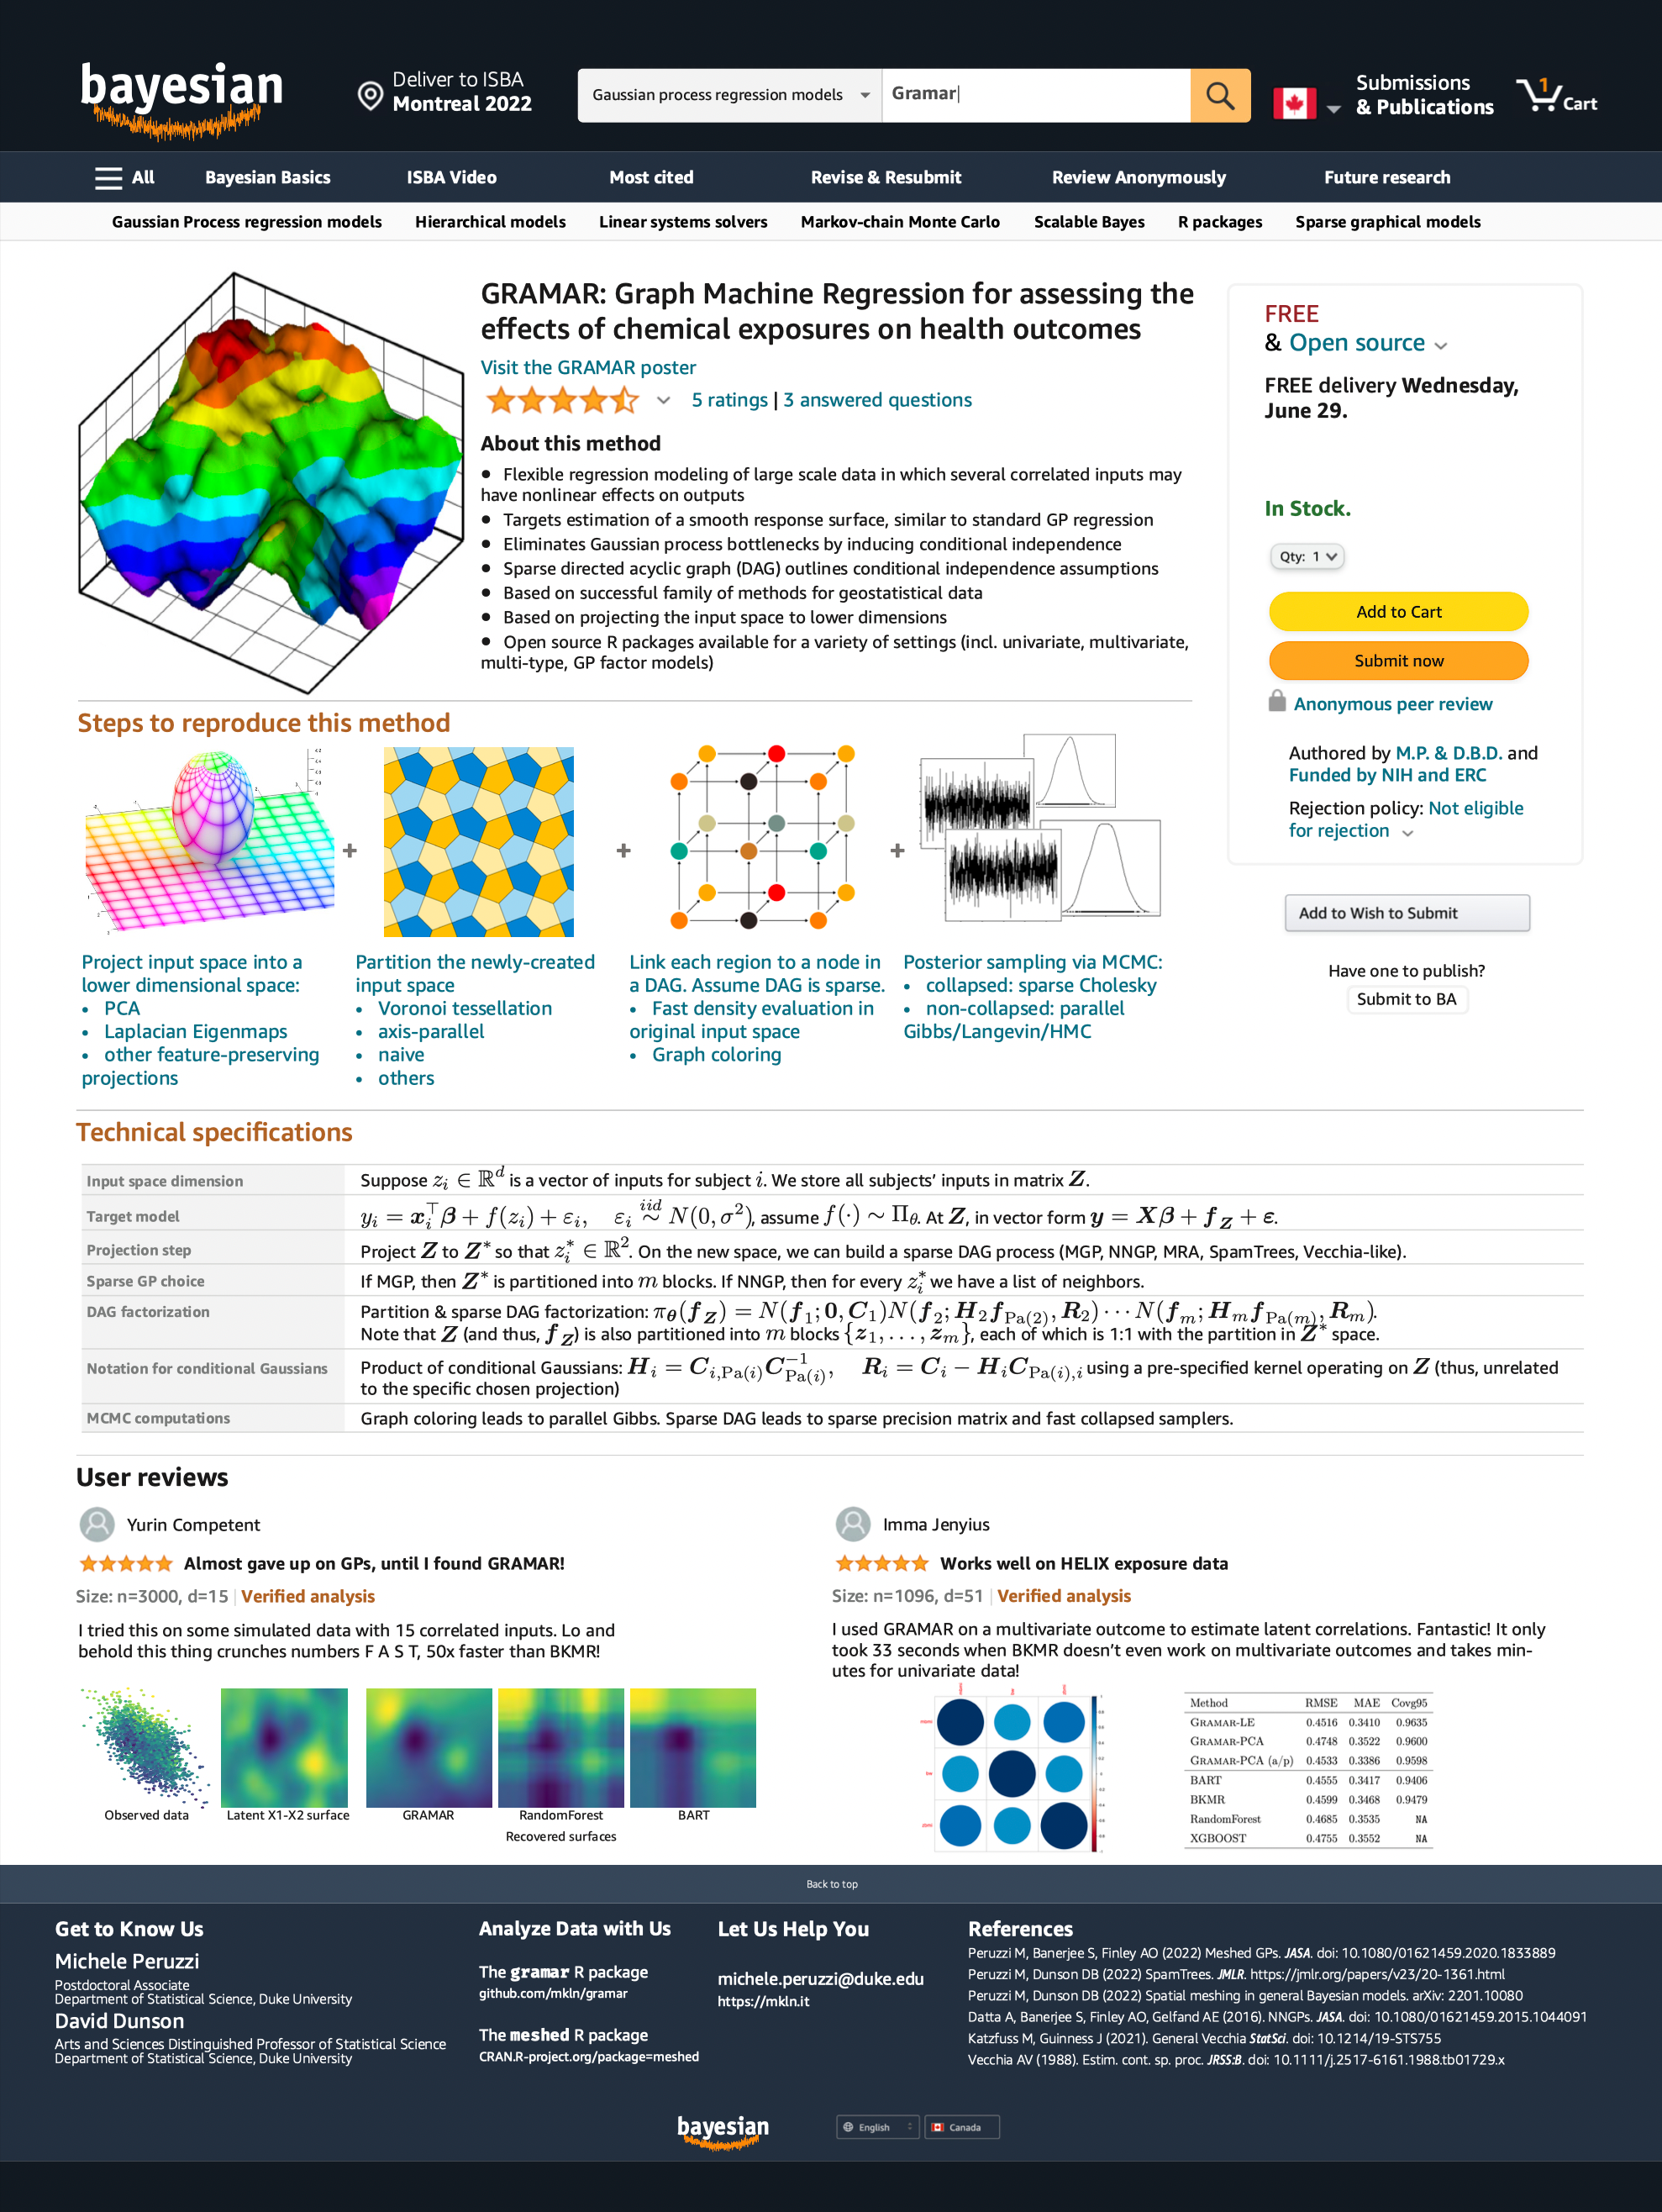 bayesian
Deliver to ISBA
Montreal 2022
Gaussian process regression models
Gramar
Submissions
& Publications
1
Cart
All
Bayesian Basics
ISBA Video
Most cited
Revise & Resubmit
Review Anonymously
Future research
Gaussian Process regression models
Hierarchical models
Linear systems solvers
Markov-chain Monte Carlo
Scalable Bayes
R packages
Sparse graphical models
GRAMAR: Graph Machine Regression for assessing the
effects of chemical exposures on health outcomes
Visit the GRAMAR poster
5 ratings | 3 answered questions
About this method
• Flexible regression modeling of large scale data in which several correlated inputs may
have nonlinear effects on outputs
• Targets estimation of a smooth response surface, similar to standard GP regression
• Eliminates Gaussian process bottlenecks by inducing conditional independence
• Sparse directed acyclic graph (DAG) outlines conditional independence assumptions
• Based on successful family of methods for geostatistical data
• Based on projecting the input space to lower dimensions
• Open source R packages available for a variety of settings (incl. univariate, multivariate,
multi-type, GP factor models)
FREE
& Open source
FREE delivery Wednesday,
June 29.
In Stock.
Qty: 1
Add to Cart
Submit now
Anonymous peer review
Authored by M.P. & D.B.D. and
Funded by NIH and ERC
Rejection policy: Not eligible
for rejection
Add to Wish to Submit
Have one to publish?
Submit to BA
Steps to reproduce this method
+
+
+
Project input space into a
lower dimensional space:
• PCA
• Laplacian Eigenmaps
• other feature-preserving
projections
Partition the newly-created
input space
• Voronoi tessellation
• axis-parallel
• naive
• others
Link each region to a node in
a DAG. Assume DAG is sparse.
• Fast density evaluation in
original input space
• Graph coloring
Posterior sampling via MCMC:
• collapsed: sparse Cholesky
• non-collapsed: parallel
Gibbs/Langevin/HMC
Technical specifications
Input space dimension
Suppose z_i ∈ ℝ^d is a vector of inputs for subject i. We store all subjects' inputs in matrix Z.
Target model
y_i = x_i^⊤ β + f(z_i) + ε_i, ε_i iid ∼ N(0, σ²), assume f(·) ∼ Π_θ. At Z, in vector form y = Xβ + f_Z + ε.
Projection step
Project Z to Z* so that z_i* ∈ ℝ². On the new space, we can build a sparse DAG process (MGP, NNGP, MRA, SpamTrees, Vecchia-like).
Sparse GP choice
If MGP, then Z* is partitioned into m blocks. If NNGP, then for every z_i* we have a list of neighbors.
DAG factorization
Partition & sparse DAG factorization: π_θ(f_Z) = N(f_1; 0, C_1)N(f_2; H_2 f_Pa(2), R_2) ··· N(f_m; H_m f_Pa(m), R_m).
Note that Z (and thus, f_Z) is also partitioned into m blocks {z_1, . . . , z_m}, each of which is 1:1 with the partition in Z* space.
Notation for conditional Gaussians
Product of conditional Gaussians: H_i = C_i,Pa(i) C_Pa(i)^−1, R_i = C_i − H_i C_Pa(i),i using a pre-specified kernel operating on Z (thus, unrelated
to the specific chosen projection)
MCMC computations
Graph coloring leads to parallel Gibbs. Sparse DAG leads to sparse precision matrix and fast collapsed samplers.
User reviews
Yurin Competent
Almost gave up on GPs, until I found GRAMAR!
Size: n=3000, d=15 | Verified analysis
I tried this on some simulated data with 15 correlated inputs. Lo and
behold this thing crunches numbers F A S T, 50x faster than BKMR!
Observed data
Latent X1-X2 surface
GRAMAR
RandomForest
BART
Recovered surfaces
Imma Jenyius
Works well on HELIX exposure data
Size: n=1096, d=51 | Verified analysis
I used GRAMAR on a multivariate outcome to estimate latent correlations. Fantastic! It only
took 33 seconds when BKMR doesn't even work on multivariate outcomes and takes min-
utes for univariate data!
Method RMSE MAE Covg95
GRAMAR-LE 0.4516 0.3410 0.9635
GRAMAR-PCA 0.4748 0.3522 0.9600
GRAMAR-PCA (a/p) 0.4533 0.3386 0.9598
BART 0.4555 0.3417 0.9406
BKMR 0.4599 0.3468 0.9479
RandomForest 0.4685 0.3535 NA
XGBOOST 0.4755 0.3552 NA
Back to top
Get to Know Us
Michele Peruzzi
Postdoctoral Associate
Department of Statistical Science, Duke University
David Dunson
Arts and Sciences Distinguished Professor of Statistical Science
Department of Statistical Science, Duke University
Analyze Data with Us
The gramar R package
github.com/mkln/gramar
The meshed R package
CRAN.R-project.org/package=meshed
Let Us Help You
michele.peruzzi@duke.edu
https://mkln.it
References
Peruzzi M, Banerjee S, Finley AO (2022) Meshed GPs. JASA. doi: 10.1080/01621459.2020.1833889
Peruzzi M, Dunson DB (2022) SpamTrees. JMLR. https://jmlr.org/papers/v23/20-1361.html
Peruzzi M, Dunson DB (2022) Spatial meshing in general Bayesian models. arXiv: 2201.10080
Datta A, Banerjee S, Finley AO, Gelfand AE (2016). NNGPs. JASA. doi: 10.1080/01621459.2015.1044091
Katzfuss M, Guinness J (2021). General Vecchia StatSci. doi: 10.1214/19-STS755
Vecchia AV (1988). Estim. cont. sp. proc. JRSS:B. doi: 10.1111/j.2517-6161.1988.tb01729.x
bayesian
English
Canada